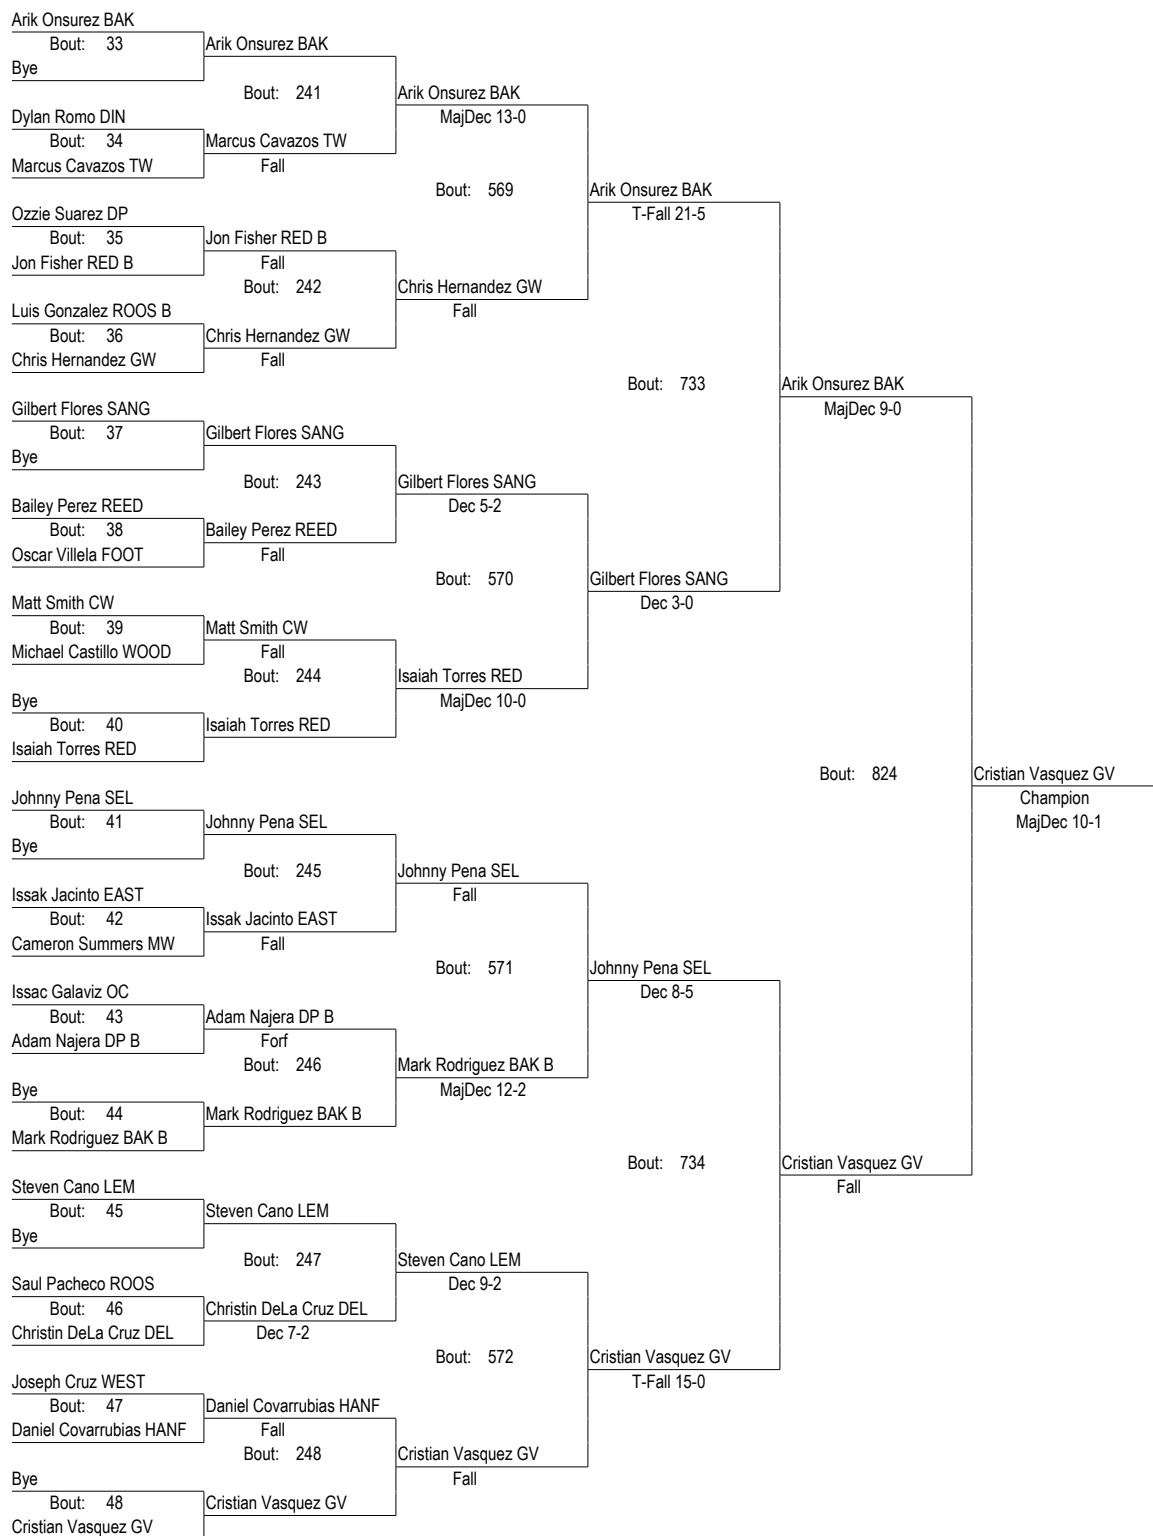 Arik Onsurez BAK
Bout: 33
Arik Onsurez BAK
Bye
Bout: 241
Arik Onsurez BAK
MajDec 13-0
Dylan Romo DIN
Bout: 34
Marcus Cavazos TW
Marcus Cavazos TW
Fall
Bout: 569
Arik Onsurez BAK
T-Fall 21-5
Ozzie Suarez DP
Bout: 35
Jon Fisher RED B
Jon Fisher RED B
Fall
Bout: 242
Chris Hernandez GW
Fall
Luis Gonzalez ROOS B
Bout: 36
Chris Hernandez GW
Chris Hernandez GW
Fall
Bout: 733
Arik Onsurez BAK
MajDec 9-0
Gilbert Flores SANG
Bout: 37
Gilbert Flores SANG
Bye
Bout: 243
Gilbert Flores SANG
Dec 5-2
Bailey Perez REED
Bout: 38
Bailey Perez REED
Oscar Villela FOOT
Fall
Bout: 570
Gilbert Flores SANG
Dec 3-0
Matt Smith CW
Bout: 39
Matt Smith CW
Michael Castillo WOOD
Fall
Bout: 244
Isaiah Torres RED
MajDec 10-0
Bye
Bout: 40
Isaiah Torres RED
Isaiah Torres RED
Bout: 824
Cristian Vasquez GV
Champion
MajDec 10-1
Johnny Pena SEL
Bout: 41
Johnny Pena SEL
Bye
Bout: 245
Johnny Pena SEL
Fall
Issak Jacinto EAST
Bout: 42
Issak Jacinto EAST
Cameron Summers MW
Fall
Bout: 571
Johnny Pena SEL
Dec 8-5
Issac Galaviz OC
Bout: 43
Adam Najera DP B
Adam Najera DP B
Forf
Bout: 246
Mark Rodriguez BAK B
MajDec 12-2
Bye
Bout: 44
Mark Rodriguez BAK B
Mark Rodriguez BAK B
Bout: 734
Cristian Vasquez GV
Fall
Steven Cano LEM
Bout: 45
Steven Cano LEM
Bye
Bout: 247
Steven Cano LEM
Dec 9-2
Saul Pacheco ROOS
Bout: 46
Christin DeLa Cruz DEL
Christin DeLa Cruz DEL
Dec 7-2
Bout: 572
Cristian Vasquez GV
T-Fall 15-0
Joseph Cruz WEST
Bout: 47
Daniel Covarrubias HANF
Daniel Covarrubias HANF
Fall
Bout: 248
Cristian Vasquez GV
Fall
Bye
Bout: 48
Cristian Vasquez GV
Cristian Vasquez GV